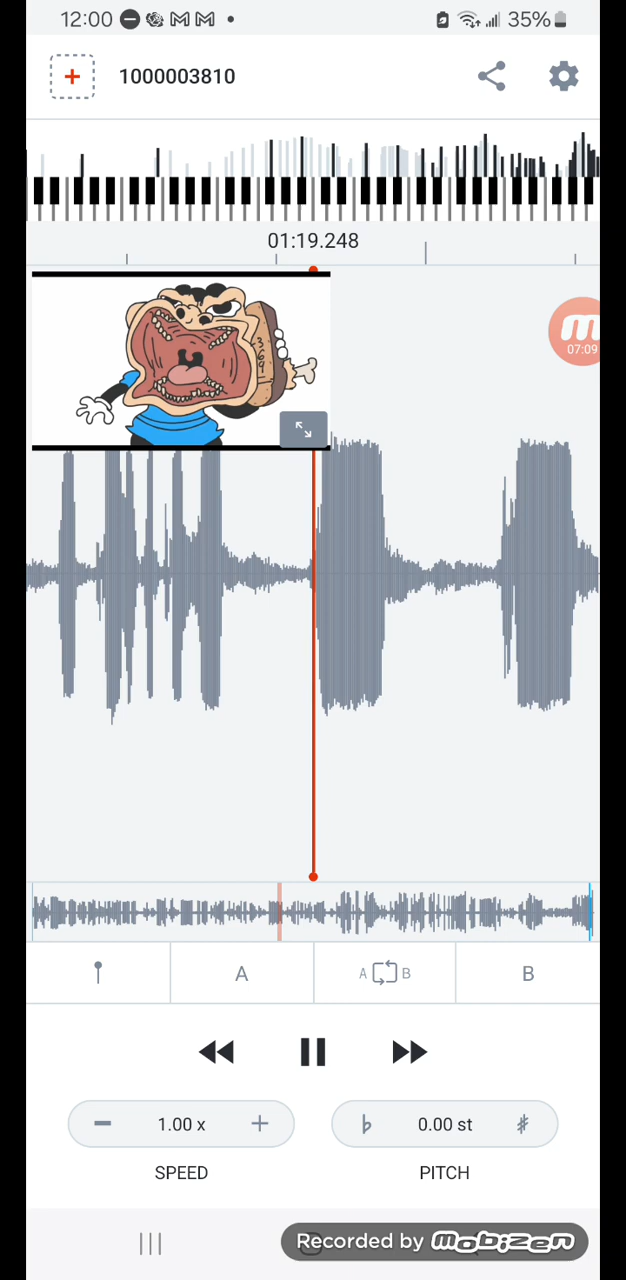 12:00
35%
1000003810
01:19.248
07:09
A
A B
B
1.00 x
0.00 st
SPEED
PITCH
Recorded by mobizen